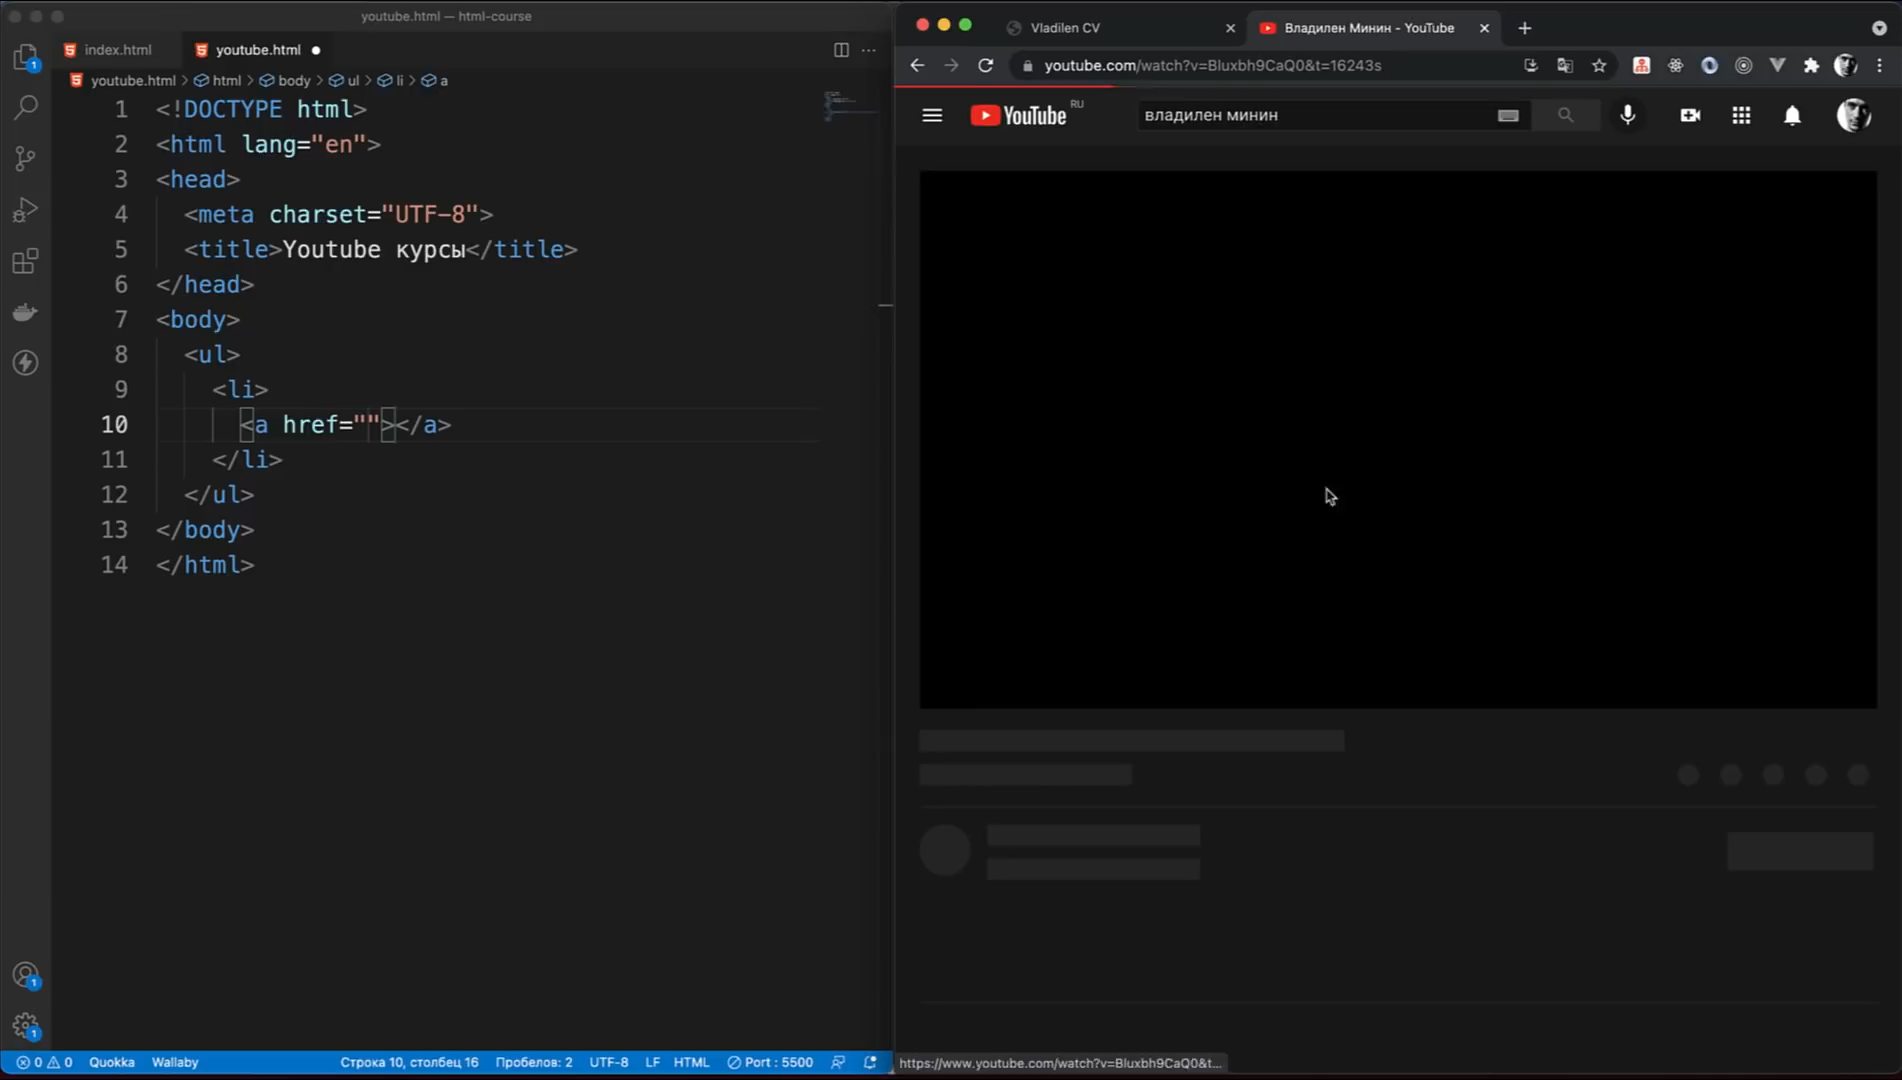 youtube.html — html-course
index.html
youtube.html
youtube.html > html > body > ul > li > a
1 <!DOCTYPE html>
2 <html lang="en">
3 <head>
4 <meta charset="UTF-8">
5 <title>Youtube курсы</title>
6 </head>
7 <body>
8 <ul>
9 <li>
10 <a href=""></a>
11 </li>
12 </ul>
13 </body>
14 </html>
1
1
1
0 0 Quokka Wallaby Строка 10, столбец 16 Пробелов: 2 UTF-8 LF HTML Port : 5500
Vladilen CV
Владилен Минин - YouTube
youtube.com/watch?v=Bluxbh9CaQ0&t=16243s
YouTube RU
владилен минин
https://www.youtube.com/watch?v=Bluxbh9CaQ0&t...